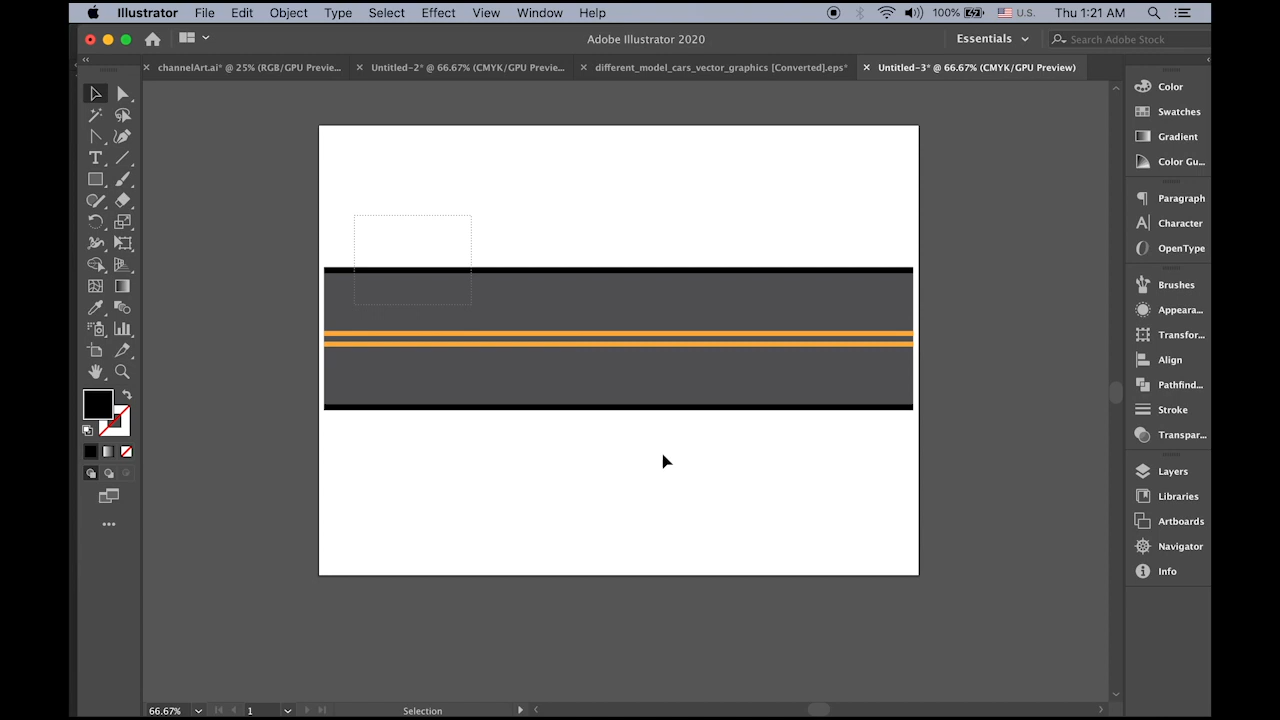 Illustrator File Edit Object Type Select Effect View Window Help 100% U.S. Thu 1:21 AM
Adobe Illustrator 2020 Essentials Search Adobe Stock
channelArt.ai* @ 25% (RGB/GPU Previe... Untitled-2* @ 66.67% (CMYK/GPU Previe... different_model_cars_vector_graphics [Converted].eps* Untitled-3* @ 66.67% (CMYK/GPU Preview)
Color
Swatches
Gradient
Color Gu...
Paragraph
Character
OpenType
Brushes
Appeara...
Transfor...
Align
Pathfind...
Stroke
Transpar...
Layers
Libraries
Artboards
Navigator
Info
66.67% 1 Selection